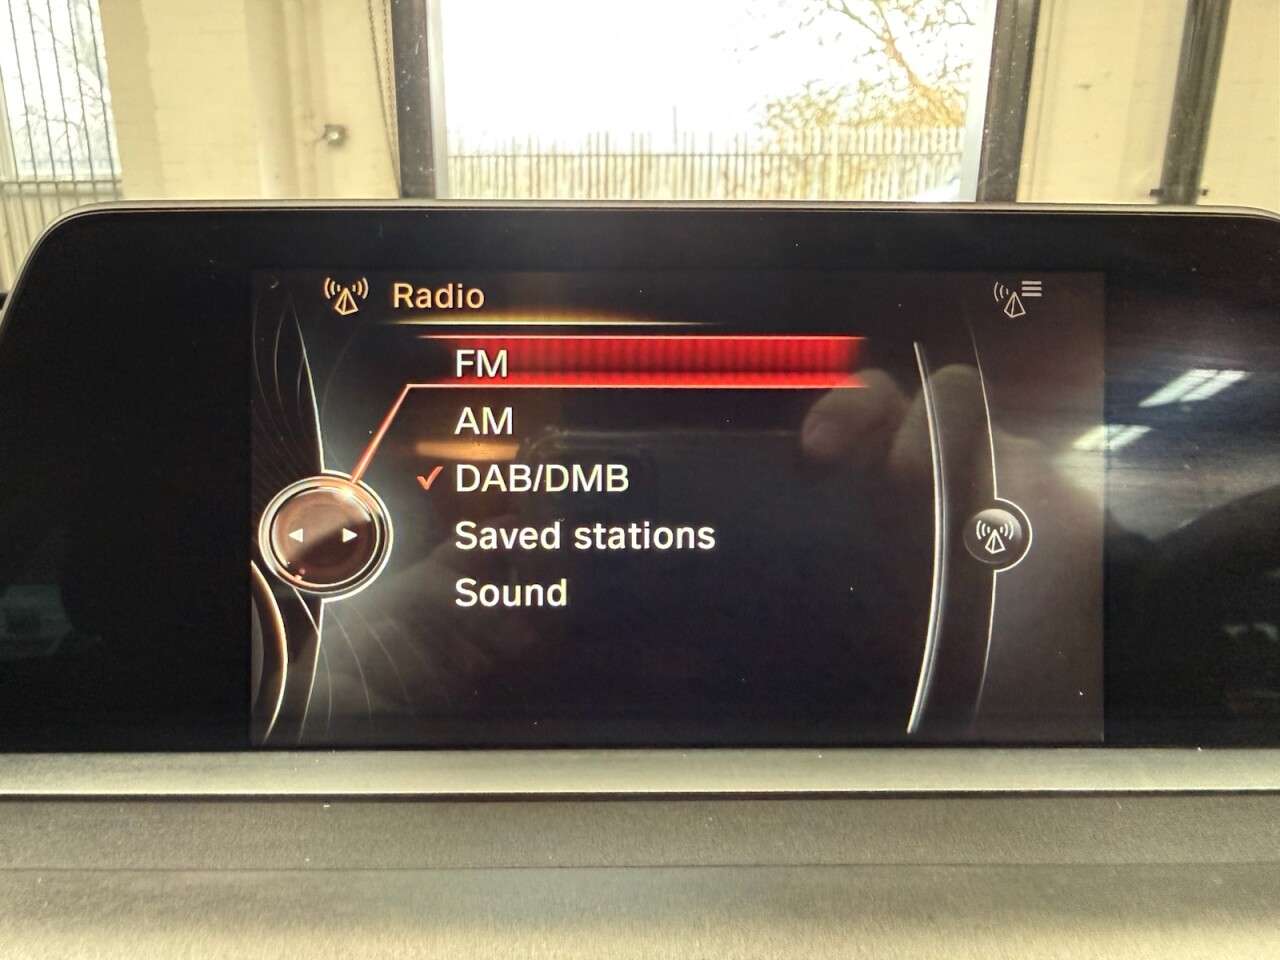 Radio
FM
AM
DAB/DMB
Saved stations
Sound